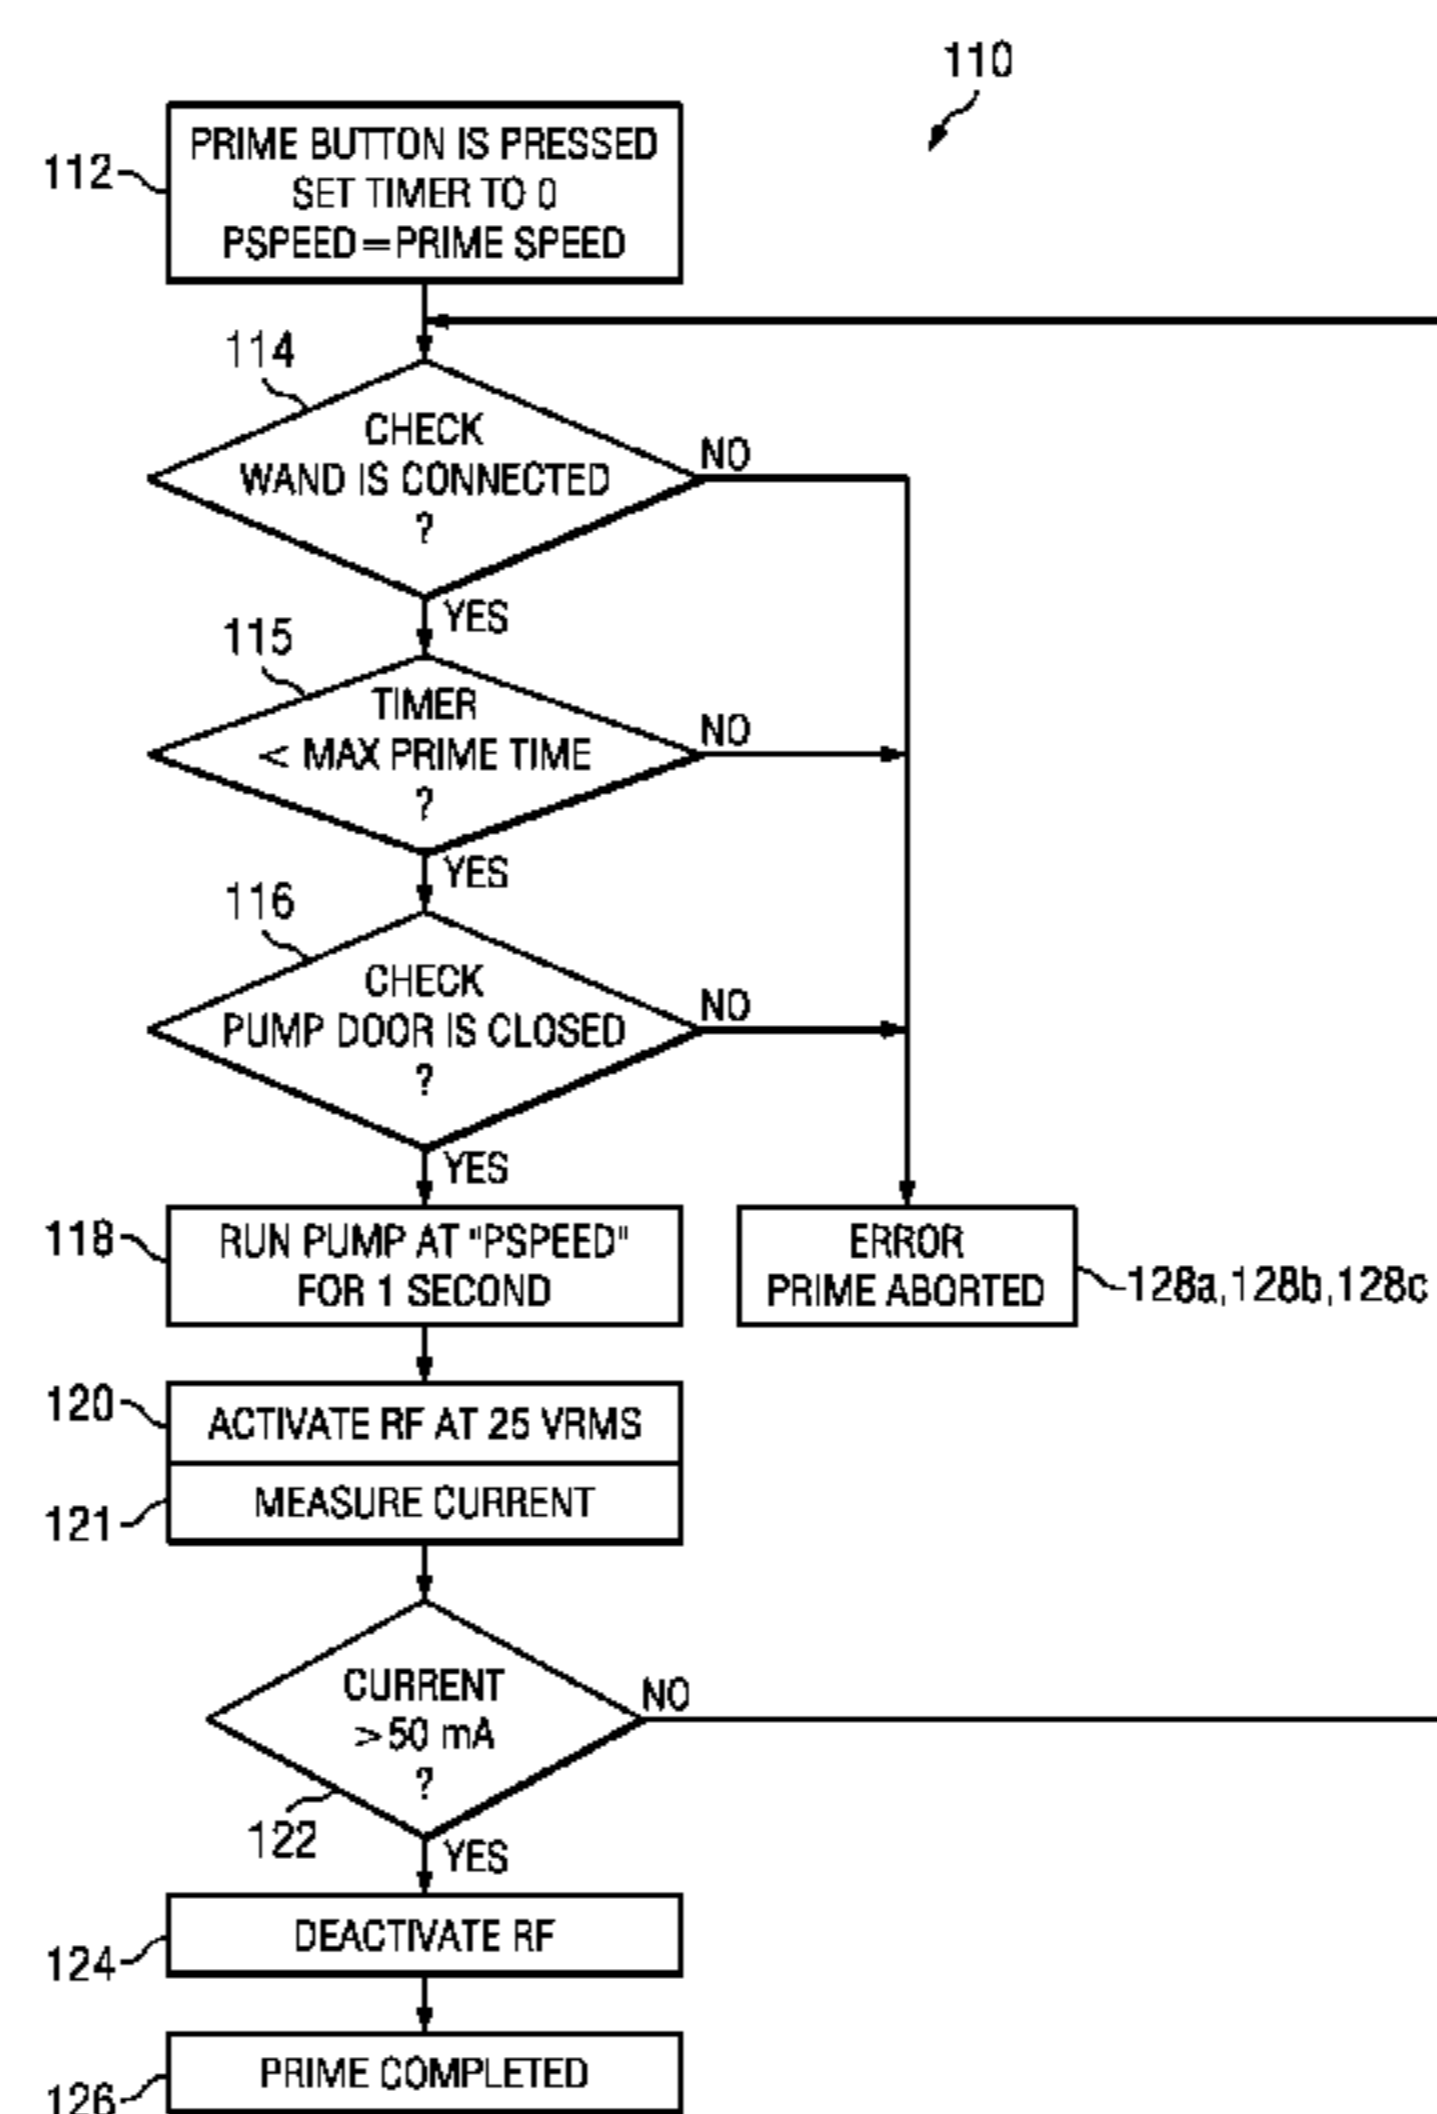 110
112
PRIME BUTTON IS PRESSED
SET TIMER TO 0
PSPEED=PRIME SPEED
114
CHECK
WAND IS CONNECTED
?
NO
YES
115
TIMER
< MAX PRIME TIME
?
NO
YES
116
CHECK
PUMP DOOR IS CLOSED
?
NO
YES
118
RUN PUMP AT "PSPEED"
FOR 1 SECOND
ERROR
PRIME ABORTED
128a,128b,128c
120
ACTIVATE RF AT 25 VRMS
121
MEASURE CURRENT
CURRENT
>50 mA
?
NO
122
YES
124
DEACTIVATE RF
126
PRIME COMPLETED